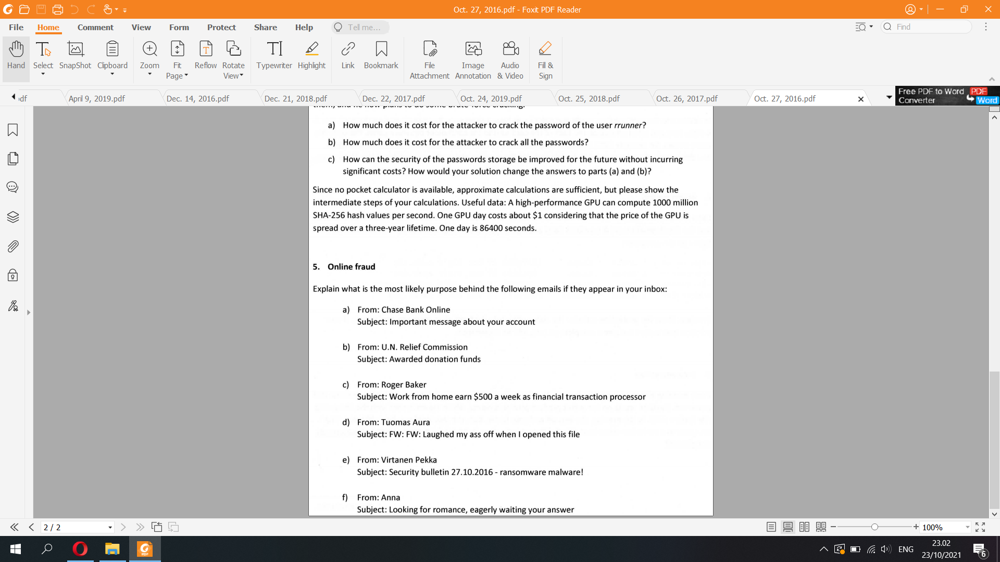 Oct. 27, 2016.pdf - Foxit PDF Reader
File Home Comment View Form Protect Share Help Tell me... Find
Hand Select SnapShot Clipboard Zoom Fit Page Reflow Rotate View Typewriter Highlight Link Bookmark File Attachment Image Annotation Audio & Video Fill & Sign
df April 9, 2019.pdf Dec. 14, 2016.pdf Dec. 21, 2018.pdf Dec. 22, 2017.pdf Oct. 24, 2019.pdf Oct. 25, 2018.pdf Oct. 26, 2017.pdf Oct. 27, 2016.pdf
Free PDF to Word Converter PDF Word
them, and he now plans to do some brute-force cracking.
a) How much does it cost for the attacker to crack the password of the user rrunner?
b) How much does it cost for the attacker to crack all the passwords?
c) How can the security of the passwords storage be improved for the future without incurring
significant costs? How would your solution change the answers to parts (a) and (b)?
Since no pocket calculator is available, approximate calculations are sufficient, but please show the
intermediate steps of your calculations. Useful data: A high-performance GPU can compute 1000 million
SHA-256 hash values per second. One GPU day costs about $1 considering that the price of the GPU is
spread over a three-year lifetime. One day is 86400 seconds.
5. Online fraud
Explain what is the most likely purpose behind the following emails if they appear in your inbox:
a) From: Chase Bank Online
Subject: Important message about your account
b) From: U.N. Relief Commission
Subject: Awarded donation funds
c) From: Roger Baker
Subject: Work from home earn $500 a week as financial transaction processor
d) From: Tuomas Aura
Subject: FW: FW: Laughed my ass off when I opened this file
e) From: Virtanen Pekka
Subject: Security bulletin 27.10.2016 - ransomware malware!
f) From: Anna
Subject: Looking for romance, eagerly waiting your answer
2 / 2
100%
PDF
ENG
23.02
23/10/2021
6